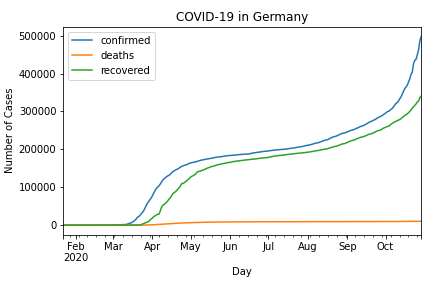 COVID-19 in Germany
confirmed
deaths
recovered
Number of Cases
500000
400000
300000
200000
100000
0
Feb Mar Apr May Jun Jul Aug Sep Oct
2020
Day